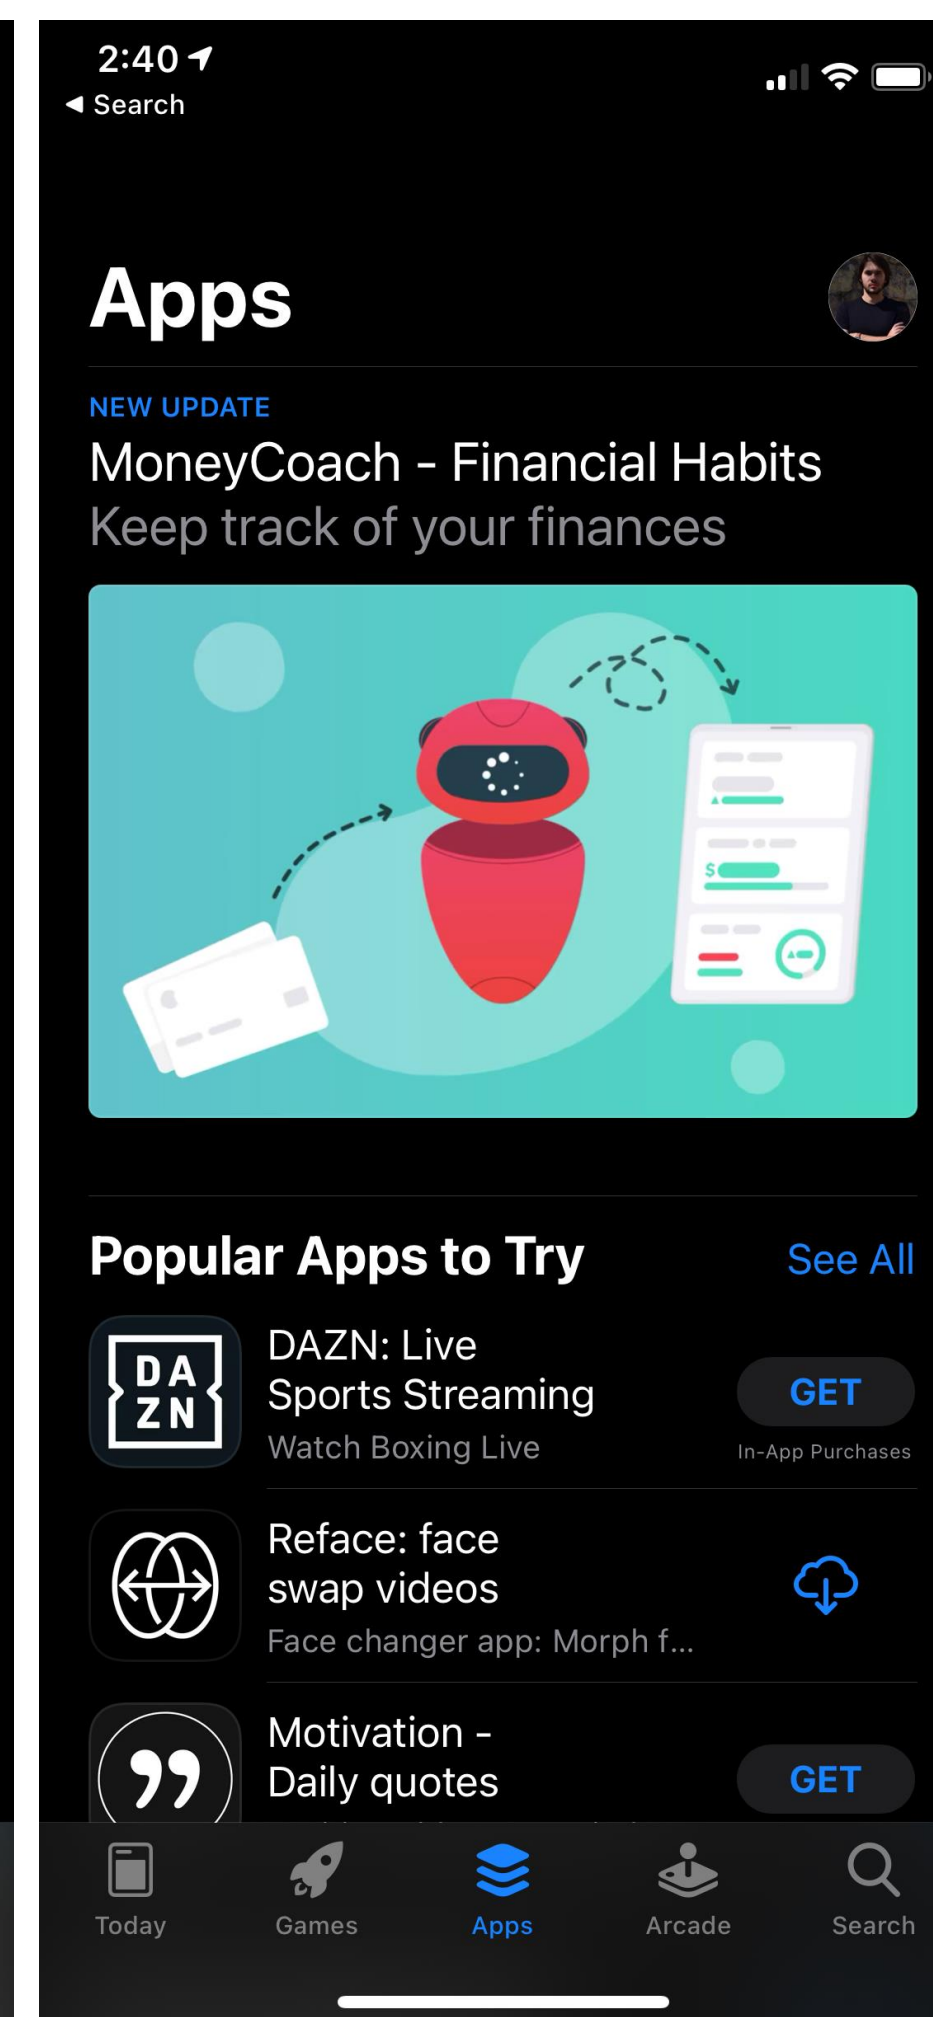 2:40
Search
Apps
NEW UPDATE
MoneyCoach - Financial Habits
Keep track of your finances
$
Popular Apps to Try
See All
DA
ZN
DAZN: Live
Sports Streaming
Watch Boxing Live
GET
In-App Purchases
Reface: face
swap videos
Face changer app: Morph f...
Motivation -
Daily quotes
GET
Today
Games
Apps
Arcade
Search